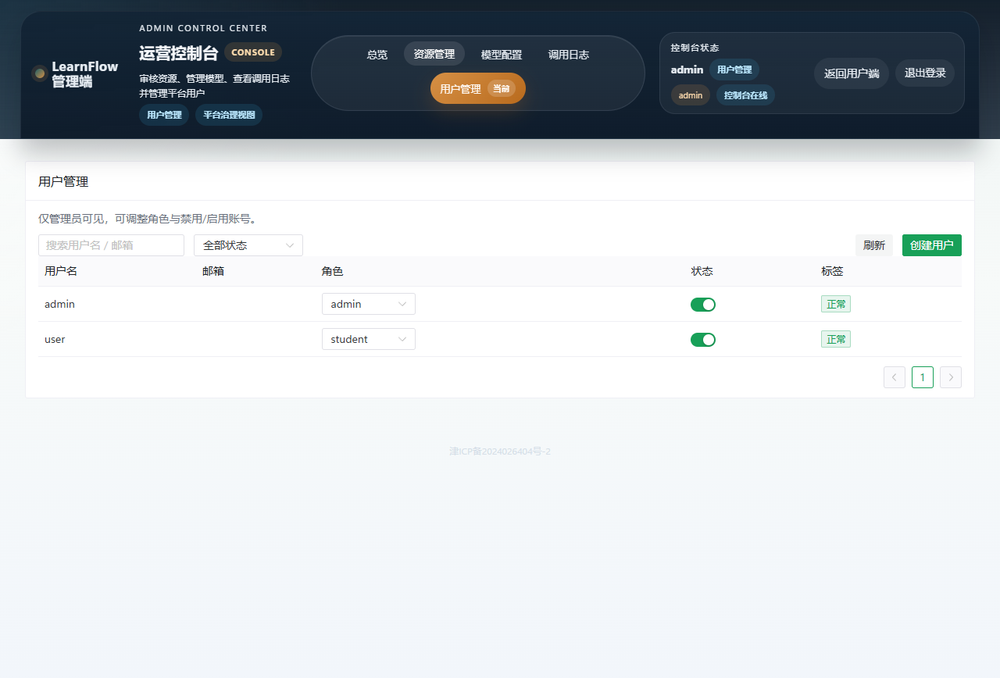 LearnFlow
管理端
ADMIN CONTROL CENTER
运营控制台 CONSOLE
审核资源、管理模型、查看调用日志
并管理平台用户
用户管理 平台治理视图
总览 资源管理 模型配置 调用日志
用户管理 当前
控制台状态
admin 用户管理
admin 控制台在线
返回用户端 退出登录
用户管理
仅管理员可见，可调整角色与禁用/启用账号。
搜索用户名 / 邮箱 全部状态 刷新 创建用户
用户名 邮箱 角色 状态 标签
admin admin 正常
user student 正常
1
津ICP备2024026404号-2